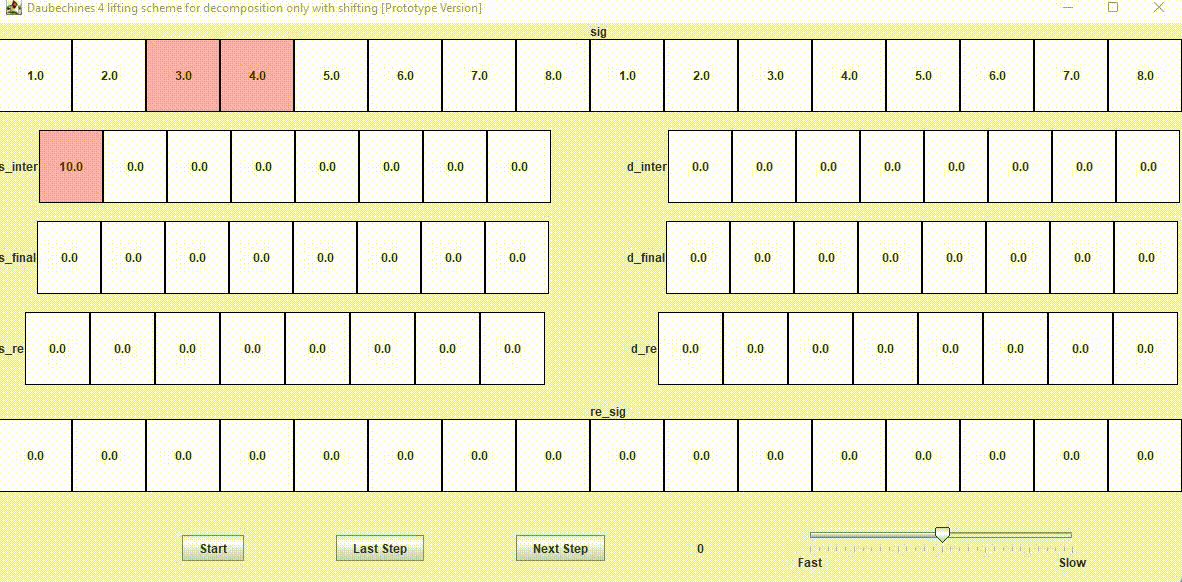 Daubechines 4 lifting scheme for decomposition only with shifting [Prototype Version]
sig
1.0 2.0 3.0 4.0 5.0 6.0 7.0 8.0 1.0 2.0 3.0 4.0 5.0 6.0 7.0 8.0
s_inter 10.0 0.0 0.0 0.0 0.0 0.0 0.0 0.0 d_inter 0.0 0.0 0.0 0.0 0.0 0.0 0.0 0.0
s_final 0.0 0.0 0.0 0.0 0.0 0.0 0.0 0.0 d_final 0.0 0.0 0.0 0.0 0.0 0.0 0.0 0.0
s_re 0.0 0.0 0.0 0.0 0.0 0.0 0.0 0.0 d_re 0.0 0.0 0.0 0.0 0.0 0.0 0.0 0.0
re_sig
0.0 0.0 0.0 0.0 0.0 0.0 0.0 0.0 0.0 0.0 0.0 0.0 0.0 0.0 0.0 0.0
Start Last Step Next Step 0
Fast Slow